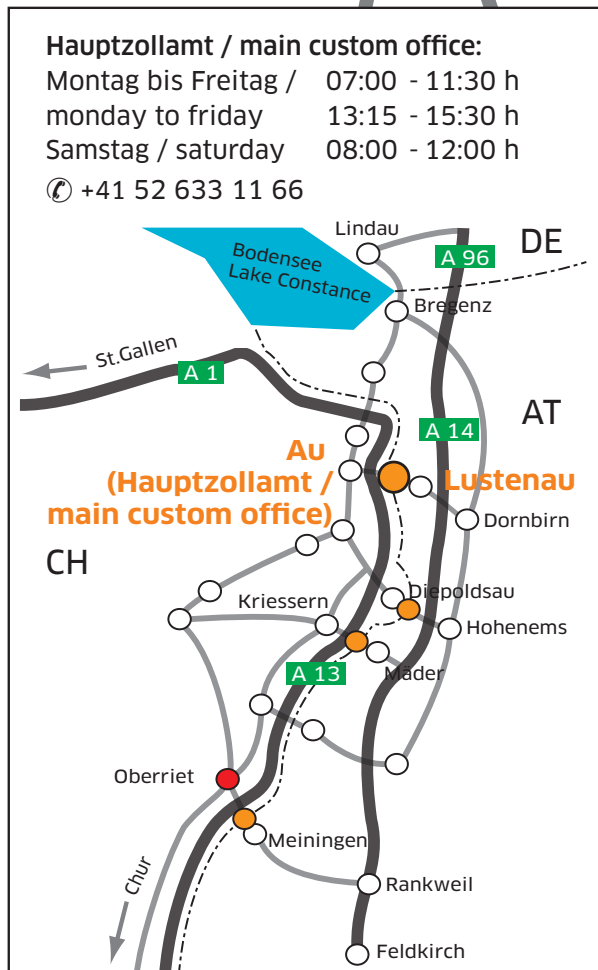 Hauptzollamt / main custom office:
Montag bis Freitag / 07:00 - 11:30 h
monday to friday 13:15 - 15:30 h
Samstag / saturday 08:00 - 12:00 h
✆ +41 52 633 11 66
Lindau
DE
Bodensee
Lake Constance
A 96
Bregenz
St.Gallen
A 1
AT
A 14
Au
(Hauptzollamt /
main custom office)
Lustenau
Dornbirn
CH
Diepoldsau
Kriessern
Hohenems
A 13
Mäder
Oberriet
Meiningen
Chur
Rankweil
Feldkirch